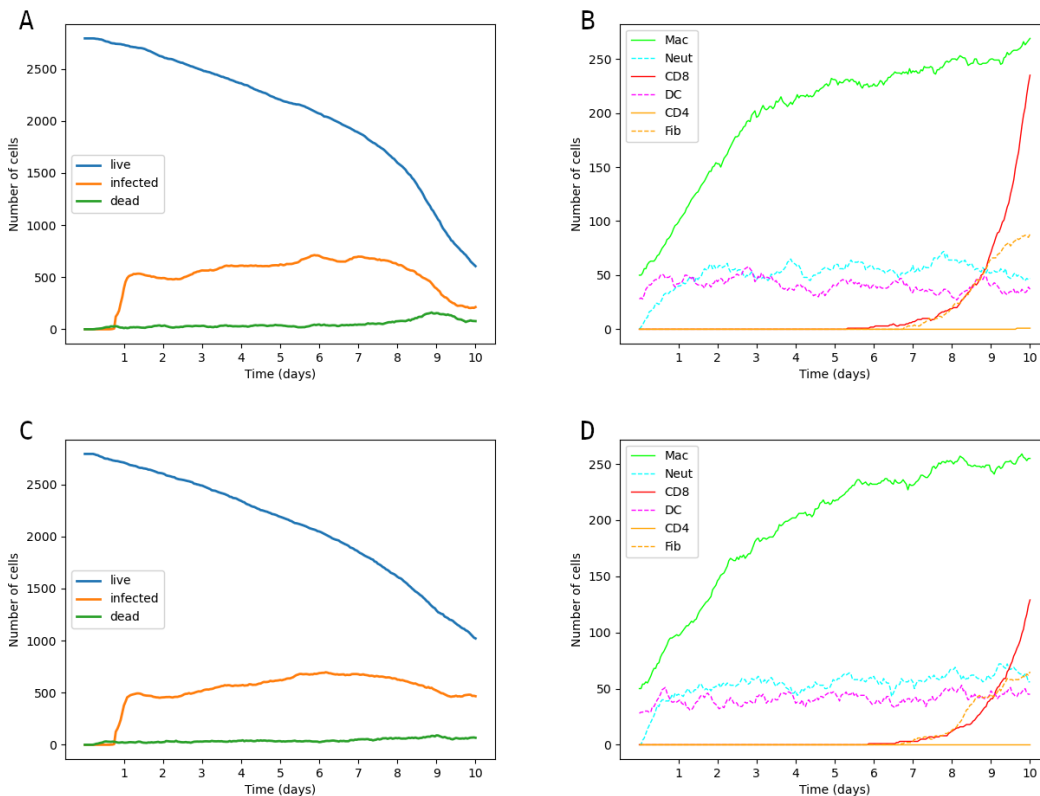 A
Number of cells
2500
2000
1500
1000
500
0
live
infected
dead
1 2 3 4 5 6 7 8 9 10
Time (days)
B
Number of cells
250
200
150
100
50
0
Mac
Neut
CD8
DC
CD4
Fib
1 2 3 4 5 6 7 8 9 10
Time (days)
C
Number of cells
2500
2000
1500
1000
500
0
live
infected
dead
1 2 3 4 5 6 7 8 9 10
Time (days)
D
Number of cells
250
200
150
100
50
0
Mac
Neut
CD8
DC
CD4
Fib
1 2 3 4 5 6 7 8 9 10
Time (days)